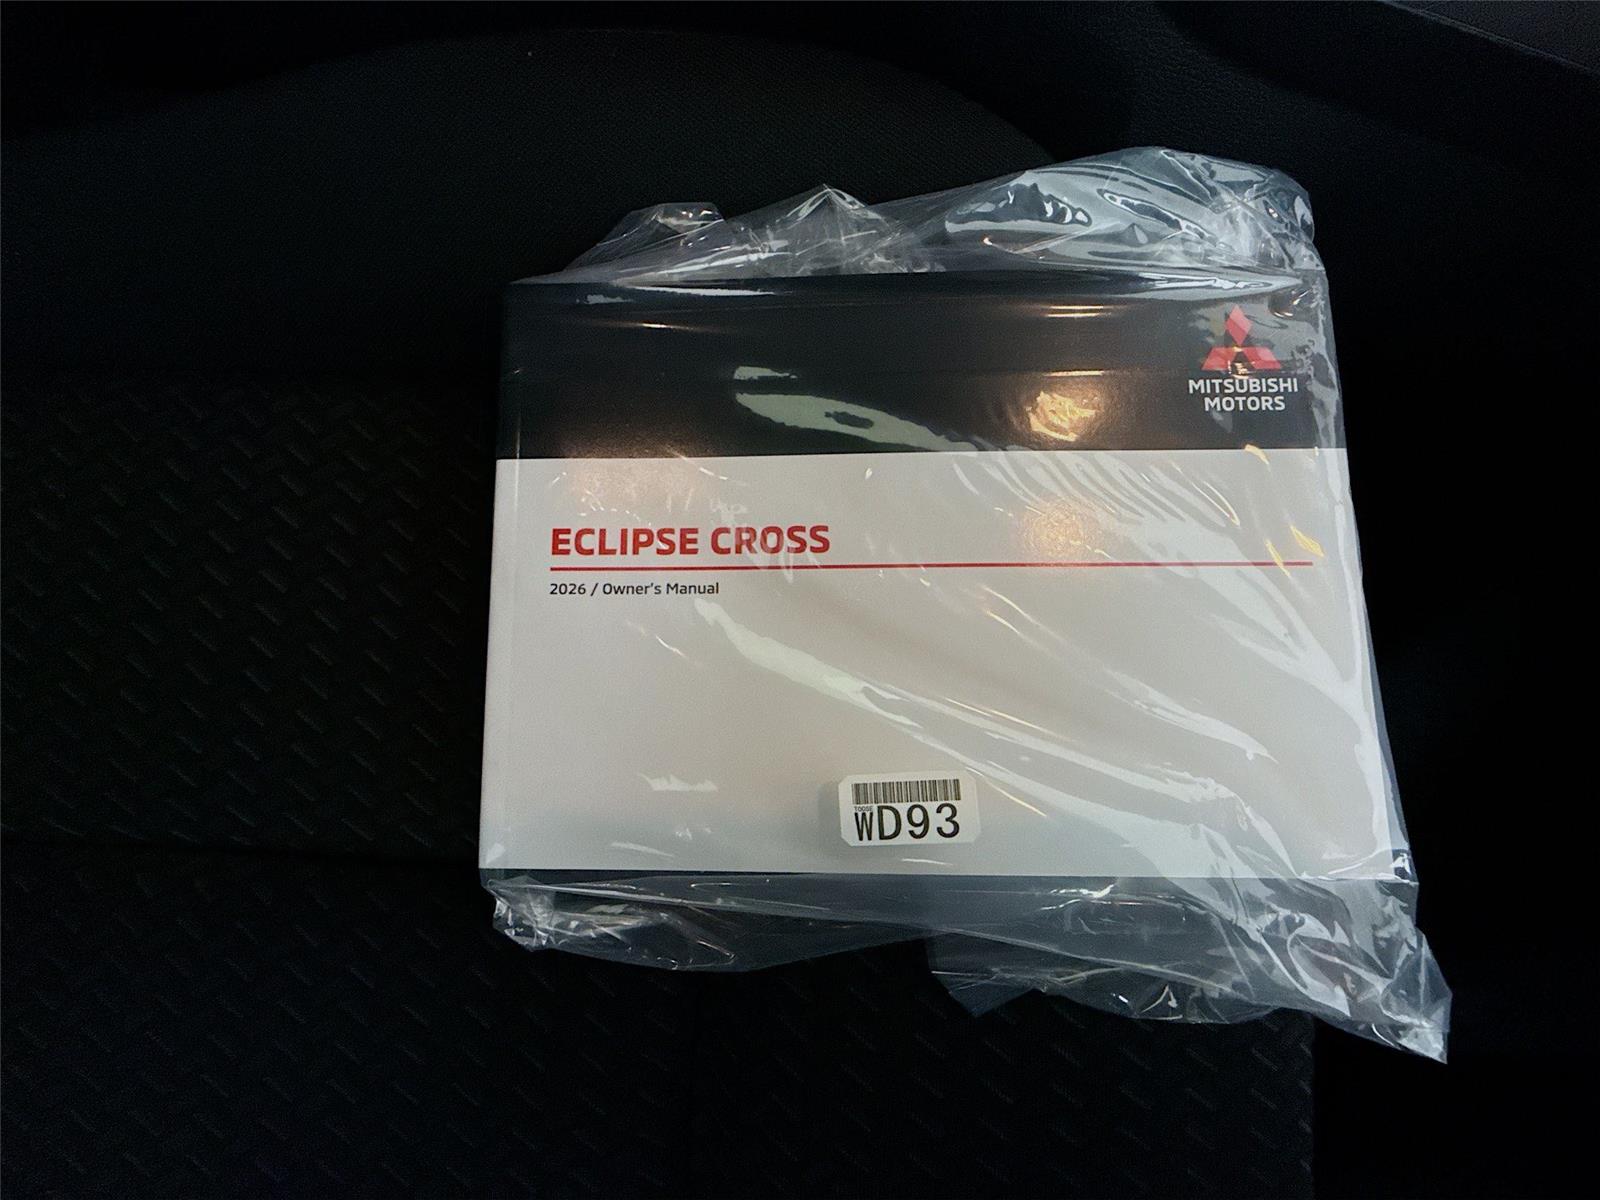 MITSUBISHI
MOTORS
ECLIPSE CROSS
2026 / Owner's Manual
WD93